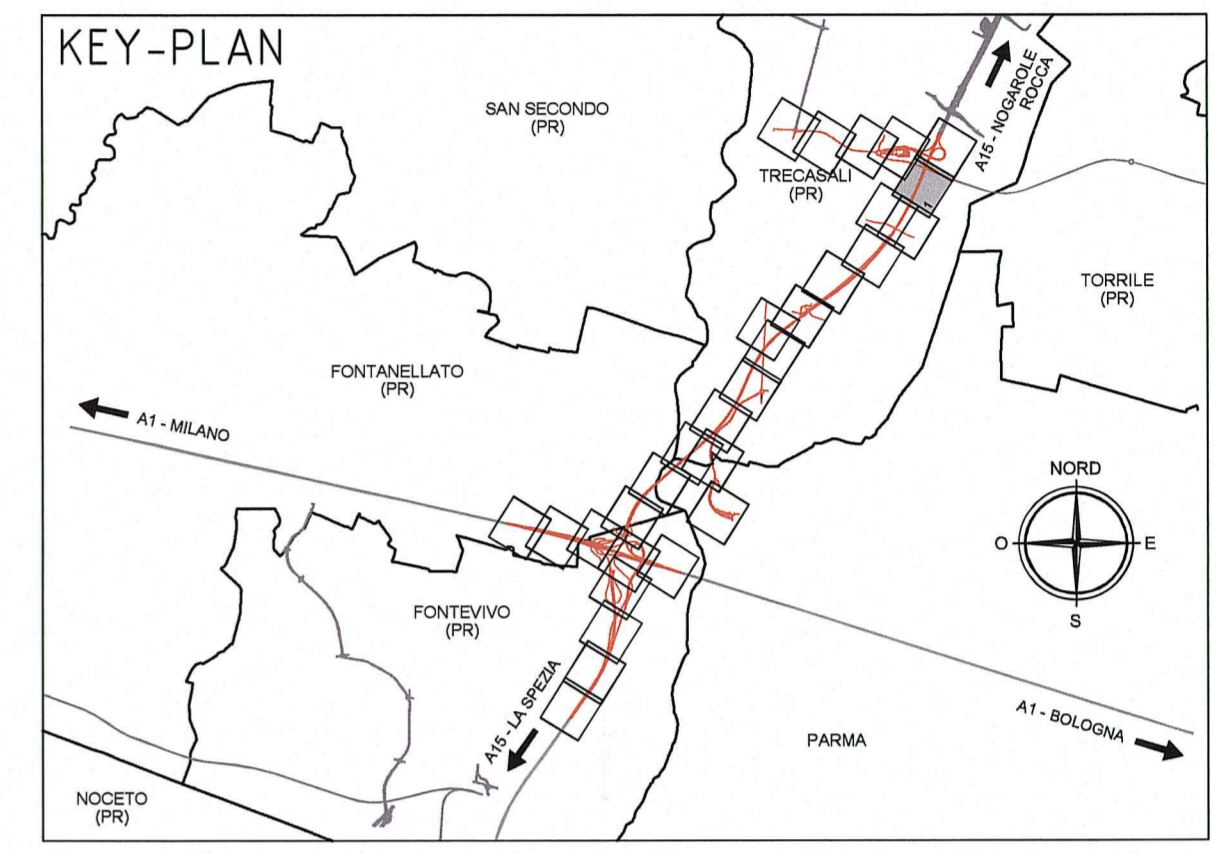 KEY-PLAN
SAN SECONDO
(PR)
A15 - NOGAROLE
ROCCA
TRECASALI
(PR)
1
TORRILE
(PR)
FONTANELLATO
(PR)
A1 - MILANO
NORD
O
E
S
FONTEVIVO
(PR)
A15 - LA SPEZIA
A1 - BOLOGNA
PARMA
NOCETO
(PR)